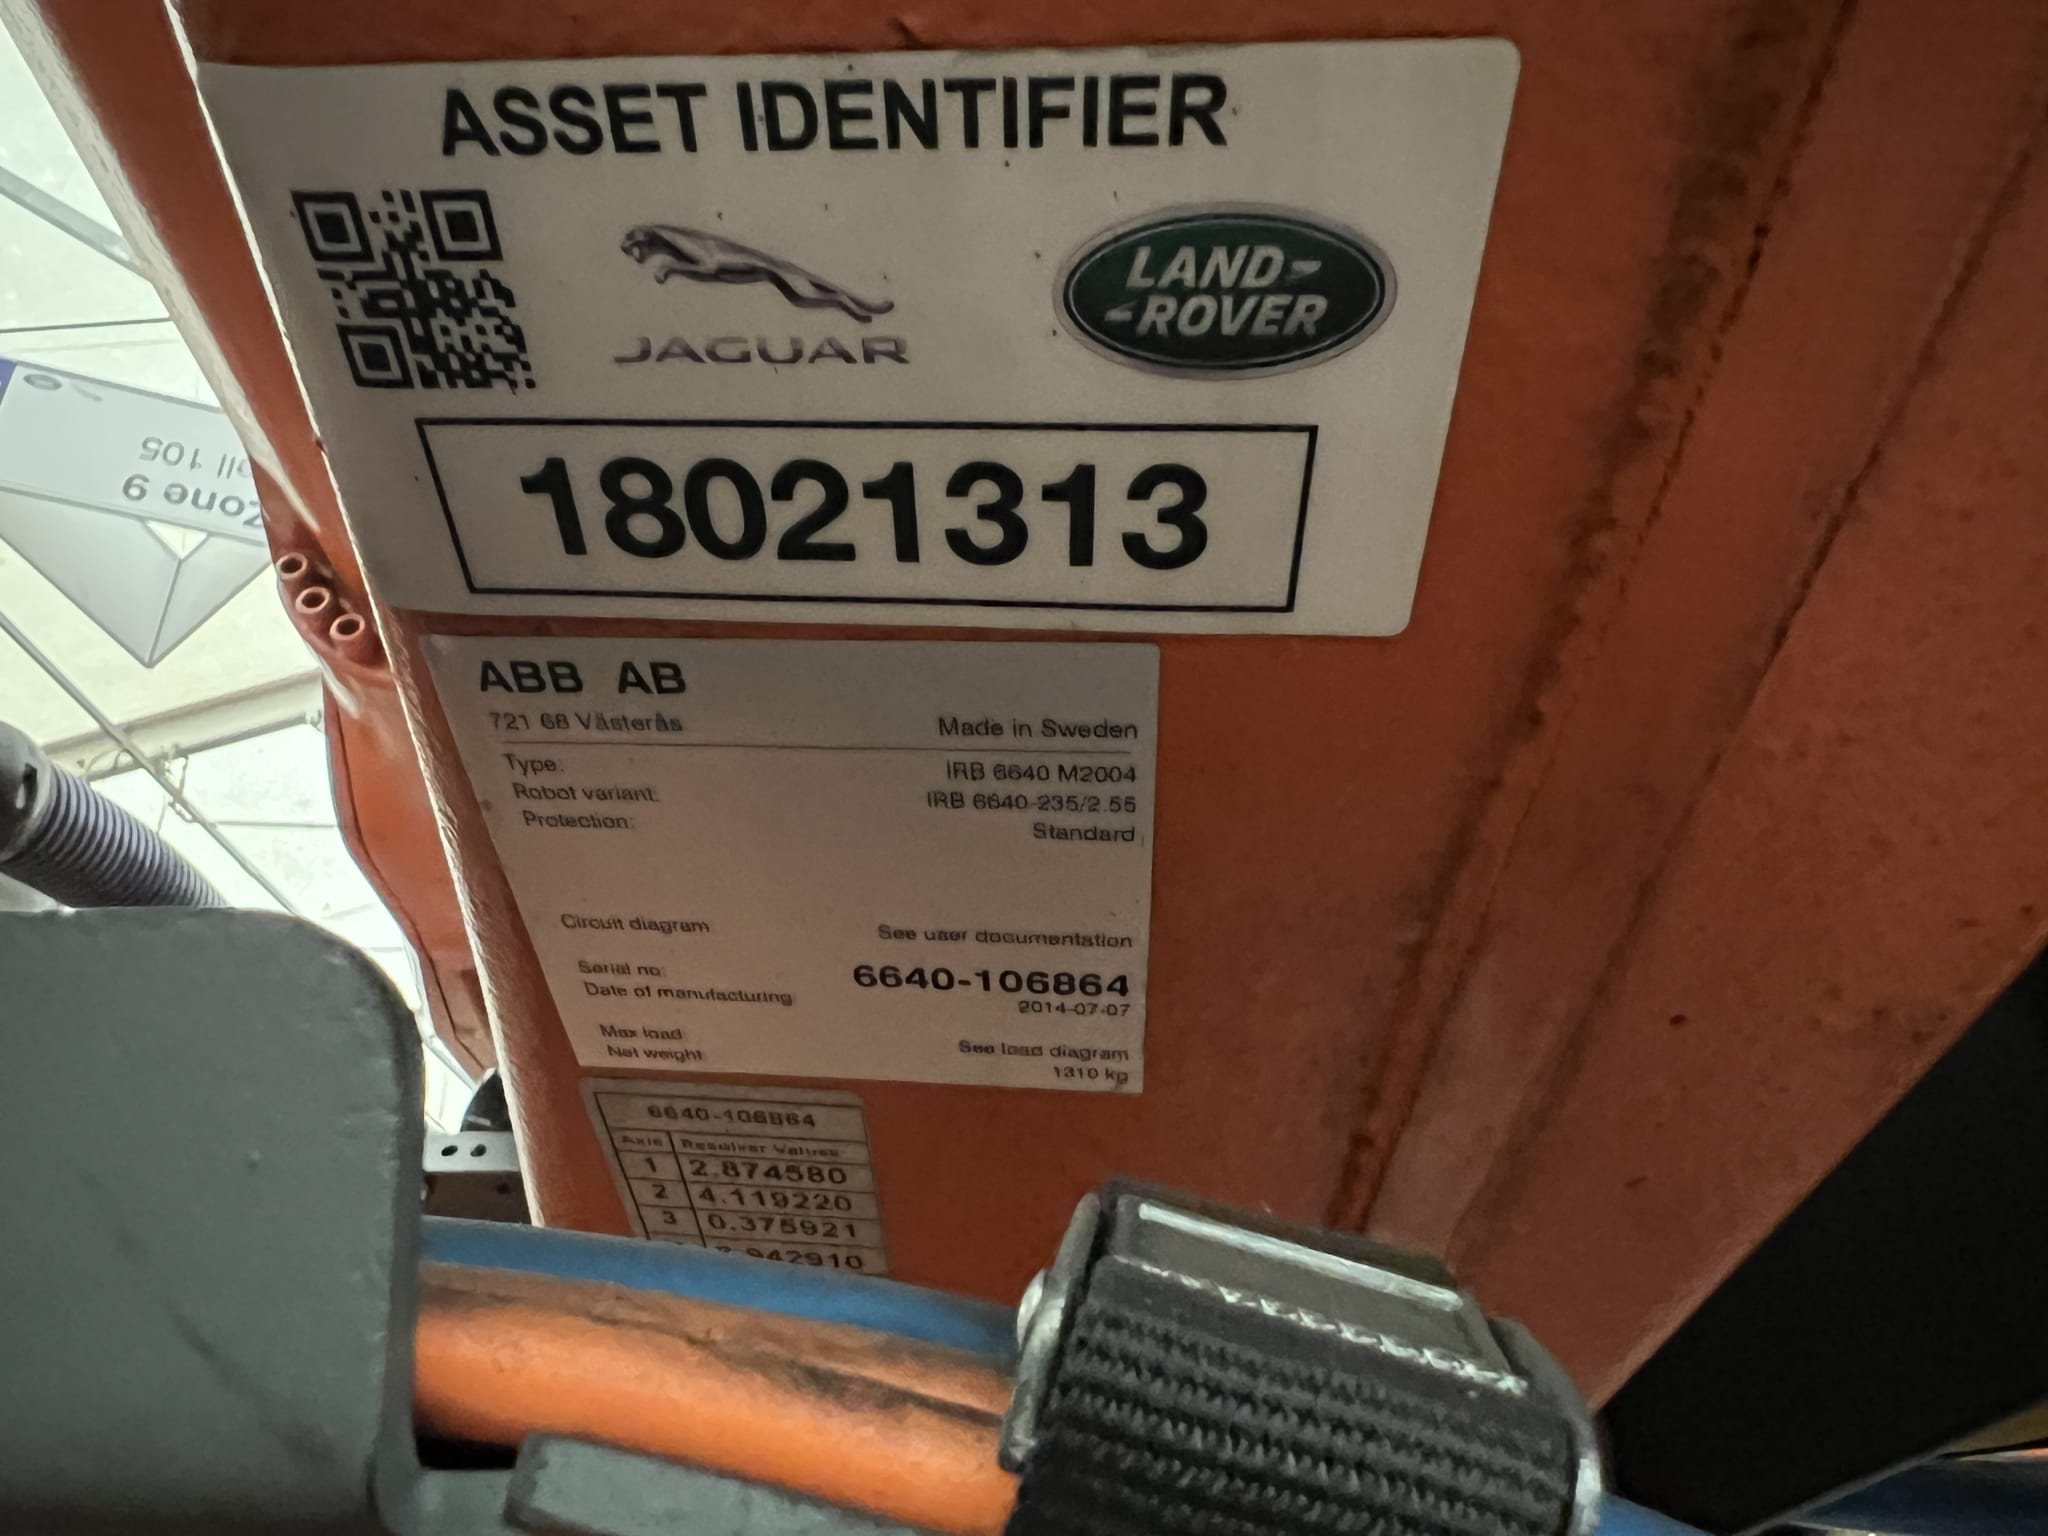 ASSET IDENTIFIER
JAGUAR
LAND-
-ROVER
18021313
ABB AB
721 68 Västerås
Made in Sweden
Type: IRB 6640 M2004
Robot variant: IRB 6640-235/2.55
Protection: Standard
Circuit diagram See user documentation
Serial no: 6640-106864
Date of manufacturing 2014-07-07
Max load See load diagram
Net weight 1310 kg
6640-106864
Axis Resolver Values
1 2.874580
2 4.119220
3 0.375921
942910
Zone 9
105